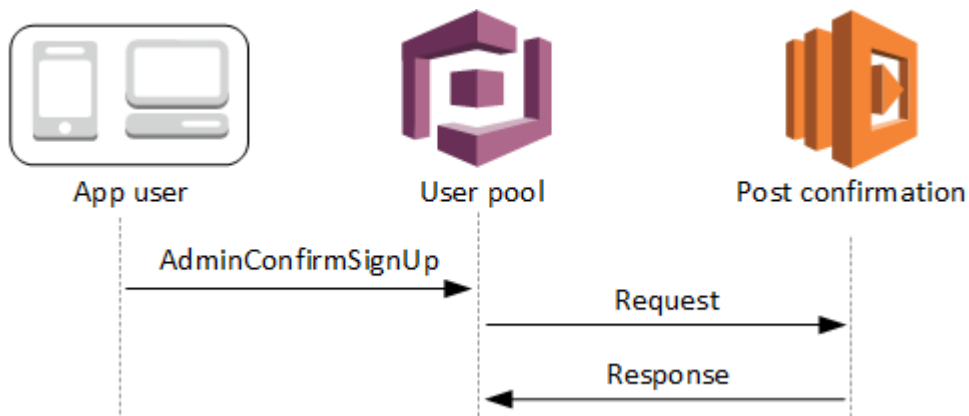 App user
User pool
Post confirmation
AdminConfirmSignUp
Request
Response